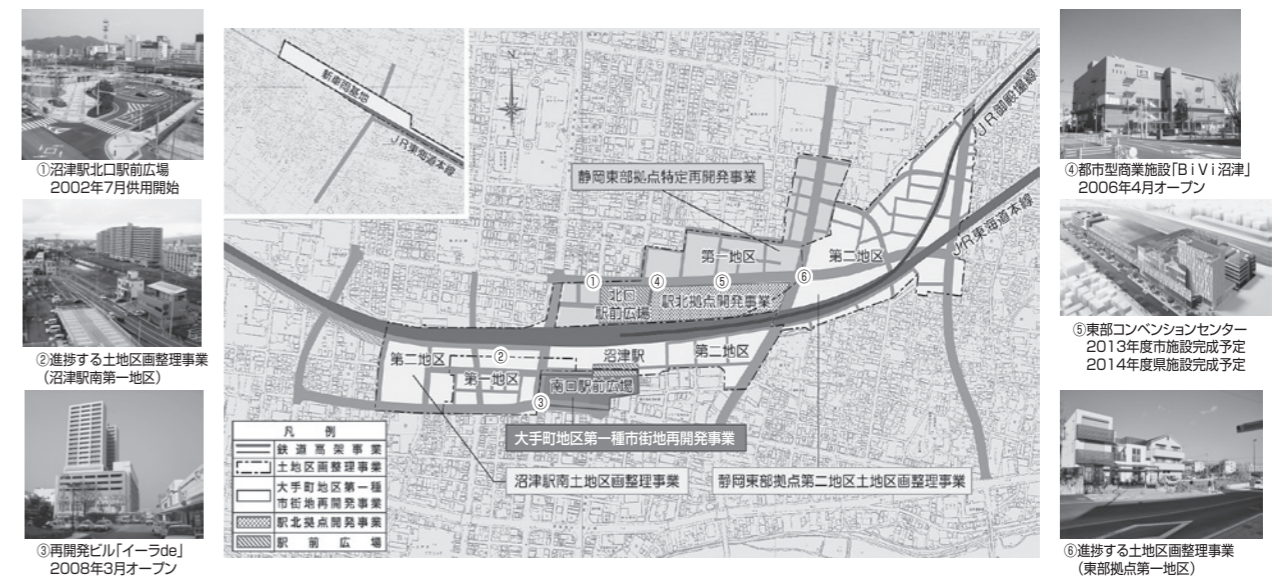 ①沼津駅北口駅前広場
2002年7月供用開始
②進捗する土地区画整理事業
（沼津駅南第一地区）
③再開発ビル「イーラde」
2008年3月オープン
新車両基地
JR東海道本線
N
JR御殿場線
JR東海道本線
静岡東部拠点特定再開発事業
第一地区
第二地区
① ④ ⑤ ⑥
北口
駅前広場
駅北拠点開発事業
第二地区
②
沼津駅
第二地区
第一地区
南口駅前広場
③
大手町地区第一種市街地再開発事業
沼津駅南土地区画整理事業
静岡東部拠点第二地区土地区画整理事業
凡例
鉄道高架事業
土地区画整理事業
大手町地区第一種
市街地再開発事業
駅北拠点開発事業
駅前広場
④都市型商業施設「BiVi沼津」
2006年4月オープン
⑤東部コンベンションセンター
2013年度市施設完成予定
2014年度県施設完成予定
⑥進捗する土地区画整理事業
（東部拠点第一地区）